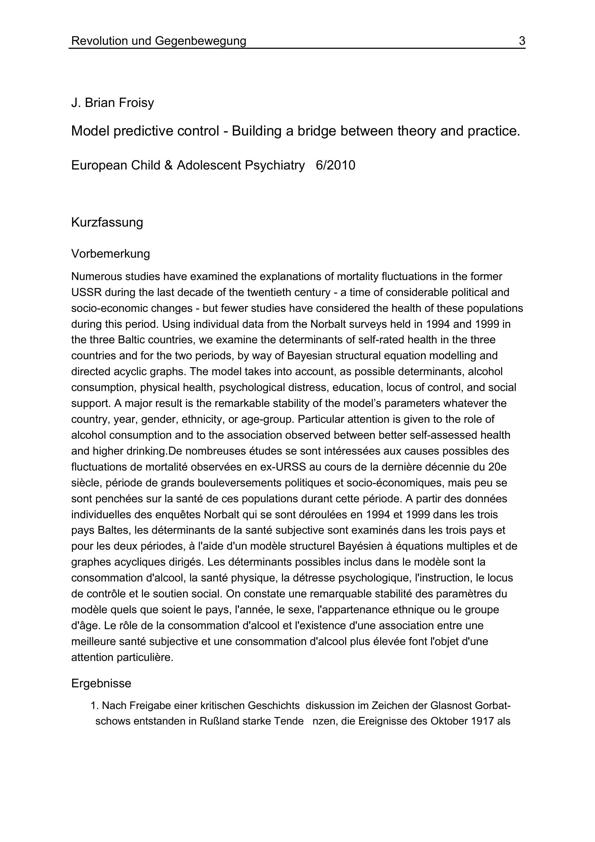 Revolution und Gegenbewegung 3
J. Brian Froisy
Model predictive control - Building a bridge between theory and practice.
European Child & Adolescent Psychiatry 6/2010
Kurzfassung
Vorbemerkung
Numerous studies have examined the explanations of mortality fluctuations in the former
USSR during the last decade of the twentieth century - a time of considerable political and
socio-economic changes - but fewer studies have considered the health of these populations
during this period. Using individual data from the Norbalt surveys held in 1994 and 1999 in
the three Baltic countries, we examine the determinants of self-rated health in the three
countries and for the two periods, by way of Bayesian structural equation modelling and
directed acyclic graphs. The model takes into account, as possible determinants, alcohol
consumption, physical health, psychological distress, education, locus of control, and social
support. A major result is the remarkable stability of the model's parameters whatever the
country, year, gender, ethnicity, or age-group. Particular attention is given to the role of
alcohol consumption and to the association observed between better self-assessed health
and higher drinking.De nombreuses études se sont intéressées aux causes possibles des
fluctuations de mortalité observées en ex-URSS au cours de la dernière décennie du 20e
siècle, période de grands bouleversements politiques et socio-économiques, mais peu se
sont penchées sur la santé de ces populations durant cette période. A partir des données
individuelles des enquêtes Norbalt qui se sont déroulées en 1994 et 1999 dans les trois
pays Baltes, les déterminants de la santé subjective sont examinés dans les trois pays et
pour les deux périodes, à l'aide d'un modèle structurel Bayésien à équations multiples et de
graphes acycliques dirigés. Les déterminants possibles inclus dans le modèle sont la
consommation d'alcool, la santé physique, la détresse psychologique, l'instruction, le locus
de contrôle et le soutien social. On constate une remarquable stabilité des paramètres du
modèle quels que soient le pays, l'année, le sexe, l'appartenance ethnique ou le groupe
d'âge. Le rôle de la consommation d'alcool et l'existence d'une association entre une
meilleure santé subjective et une consommation d'alcool plus élevée font l'objet d'une
attention particulière.
Ergebnisse
1. Nach Freigabe einer kritischen Geschichts diskussion im Zeichen der Glasnost Gorbat-
schows entstanden in Rußland starke Tende nzen, die Ereignisse des Oktober 1917 als